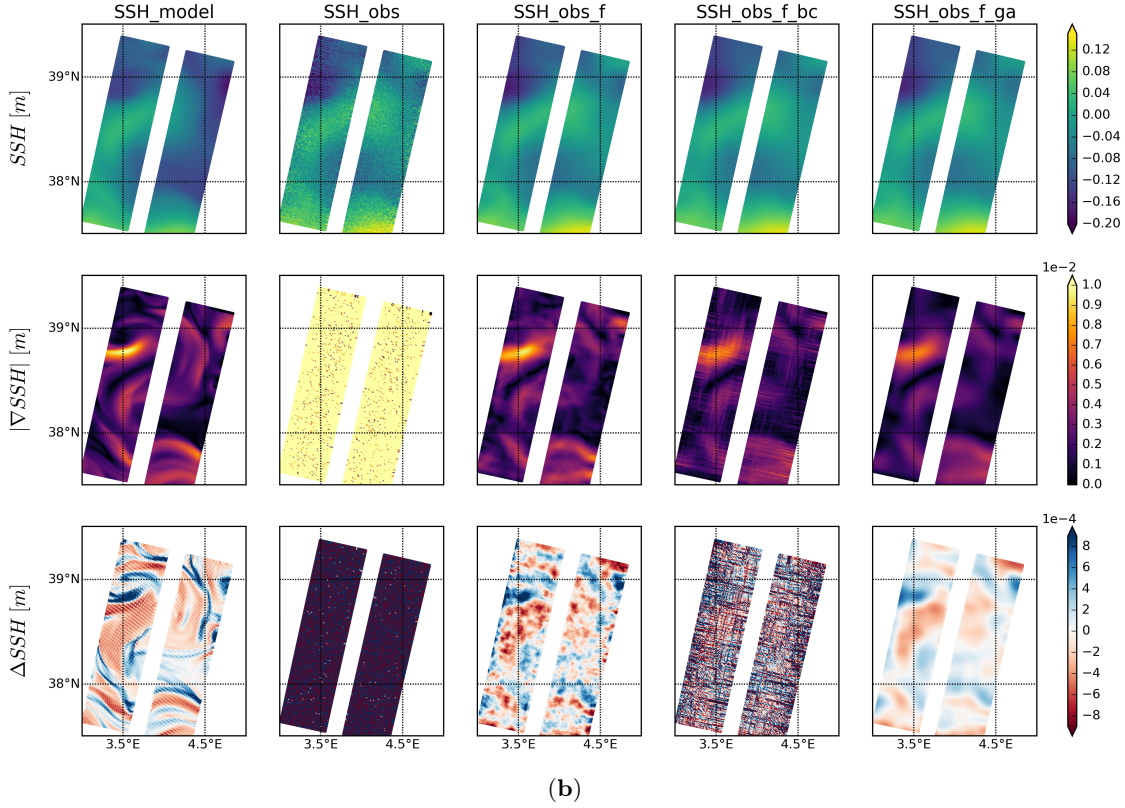 SSH_model SSH_obs SSH_obs_f SSH_obs_f_bc SSH_obs_f_ga
SSH [m]
39°N
38°N
0.12
0.08
0.04
0.00
−0.04
−0.08
−0.12
−0.16
−0.20
|∇SSH| [m]
39°N
38°N
1e−2
1.0
0.9
0.8
0.7
0.6
0.5
0.4
0.3
0.2
0.1
0.0
ΔSSH [m]
39°N
38°N
1e−4
8
6
4
2
0
−2
−4
−6
−8
3.5°E 4.5°E 3.5°E 4.5°E 3.5°E 4.5°E 3.5°E 4.5°E 3.5°E 4.5°E
(b)